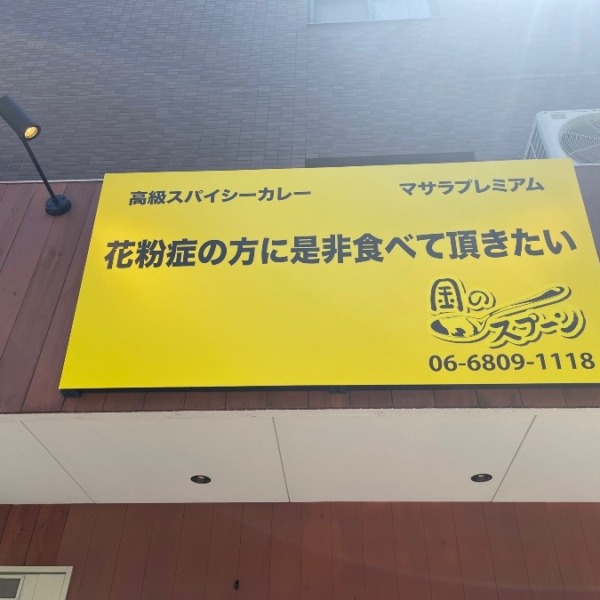 高級スパイシーカレー　マサラプレミアム
花粉症の方に是非食べて頂きたい
国の
スプーン
06-6809-1118